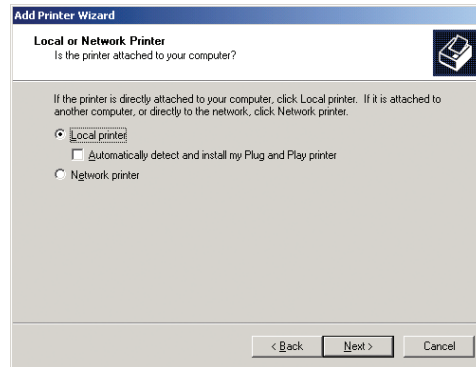 Add Printer Wizard
Local or Network Printer
Is the printer attached to your computer?
If the printer is directly attached to your computer, click Local printer. If it is attached to
another computer, or directly to the network, click Network printer.
Local printer
Automatically detect and install my Plug and Play printer
Network printer
< Back
Next >
Cancel